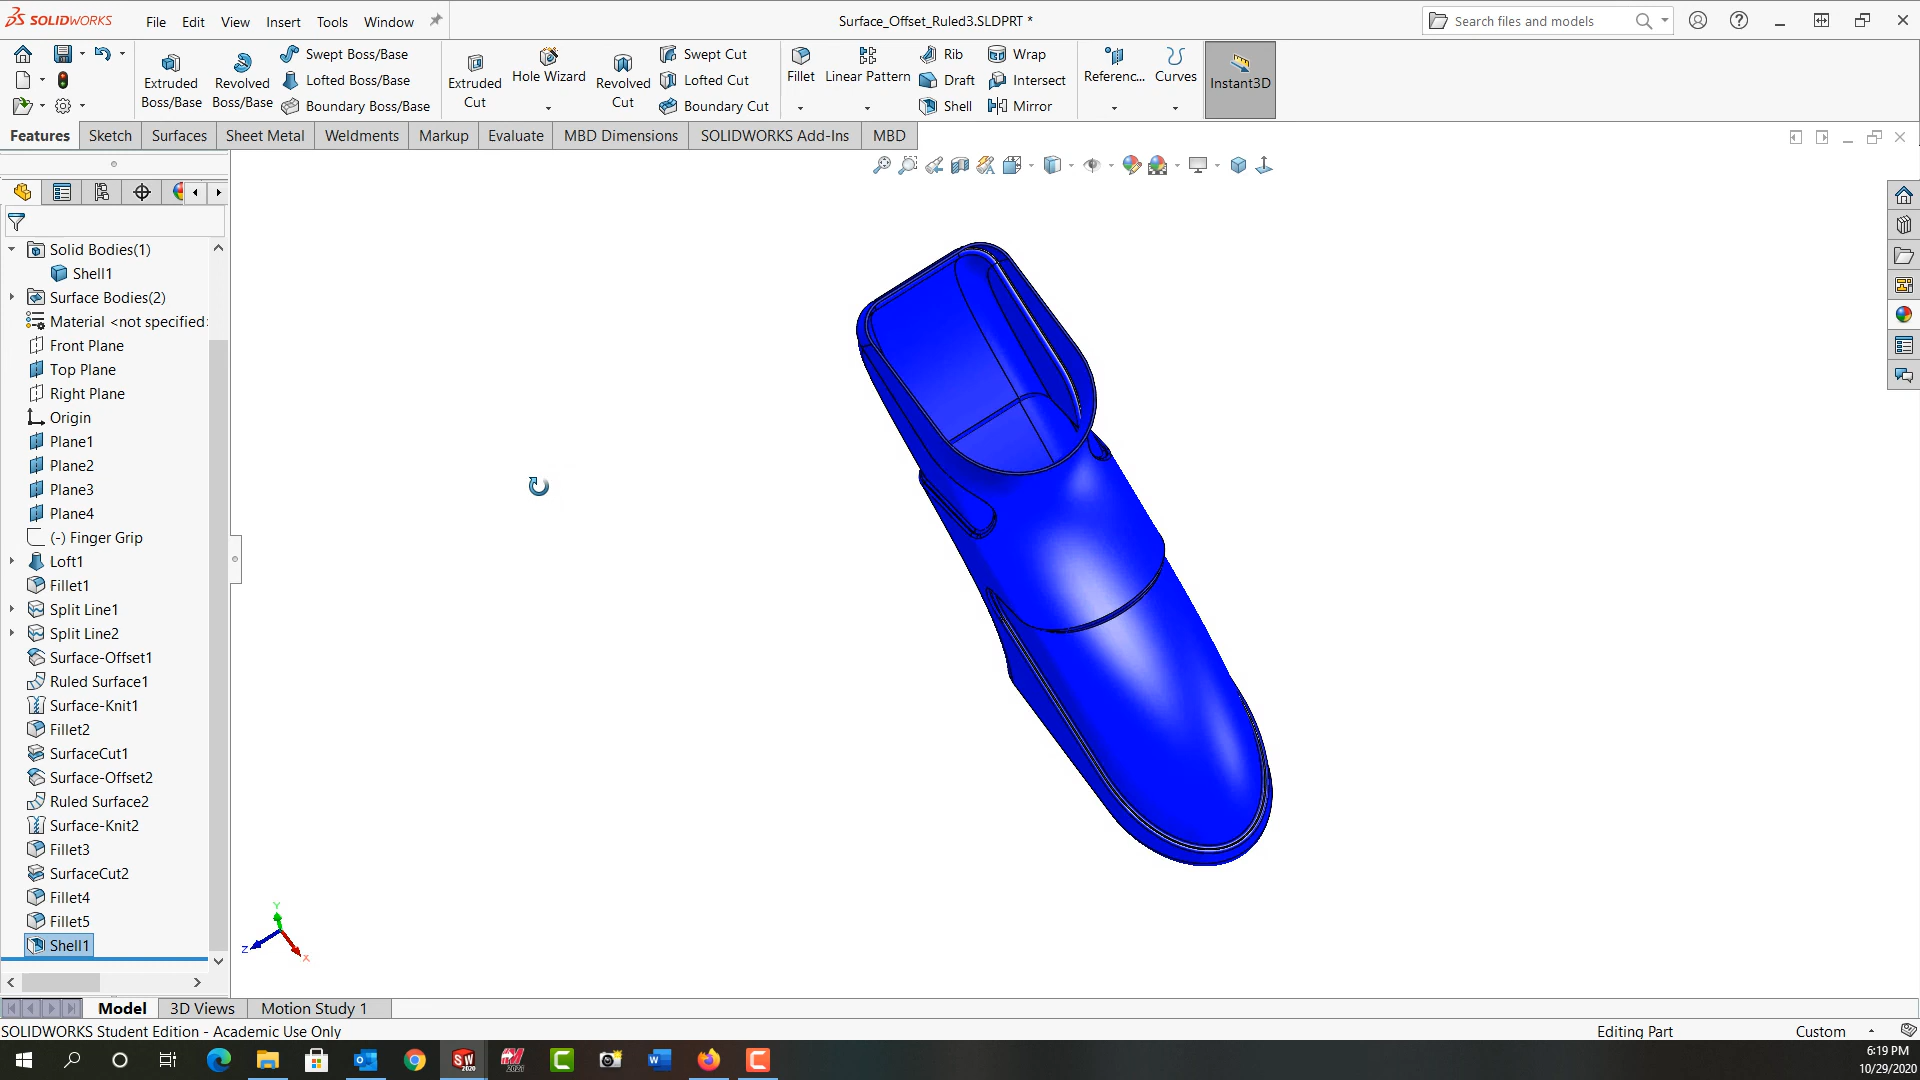 SOLIDWORKS
File Edit View Insert Tools Window
Surface_Offset_Ruled3.SLDPRT *
Search files and models
Extruded Boss/Base
Revolved Boss/Base
Swept Boss/Base
Lofted Boss/Base
Boundary Boss/Base
Extruded Cut
Hole Wizard
Revolved Cut
Swept Cut
Lofted Cut
Boundary Cut
Fillet
Linear Pattern
Rib
Draft
Shell
Wrap
Intersect
Mirror
Referenc...
Curves
Instant3D
Features Sketch Surfaces Sheet Metal Weldments Markup Evaluate MBD Dimensions SOLIDWORKS Add-Ins MBD
Solid Bodies(1)
Shell1
Surface Bodies(2)
Material <not specified>
Front Plane
Top Plane
Right Plane
Origin
Plane1
Plane2
Plane3
Plane4
(-) Finger Grip
Loft1
Fillet1
Split Line1
Split Line2
Surface-Offset1
Ruled Surface1
Surface-Knit1
Fillet2
SurfaceCut1
Surface-Offset2
Ruled Surface2
Surface-Knit2
Fillet3
SurfaceCut2
Fillet4
Fillet5
Shell1
Y
Z
X
Model 3D Views Motion Study 1
SOLIDWORKS Student Edition - Academic Use Only
Editing Part
Custom
6:19 PM
10/29/2020